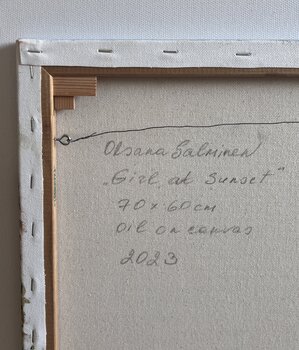 Oksana Salminen
„Girl at Sunset"
70 x 60 cm
Oil on canvas
2023